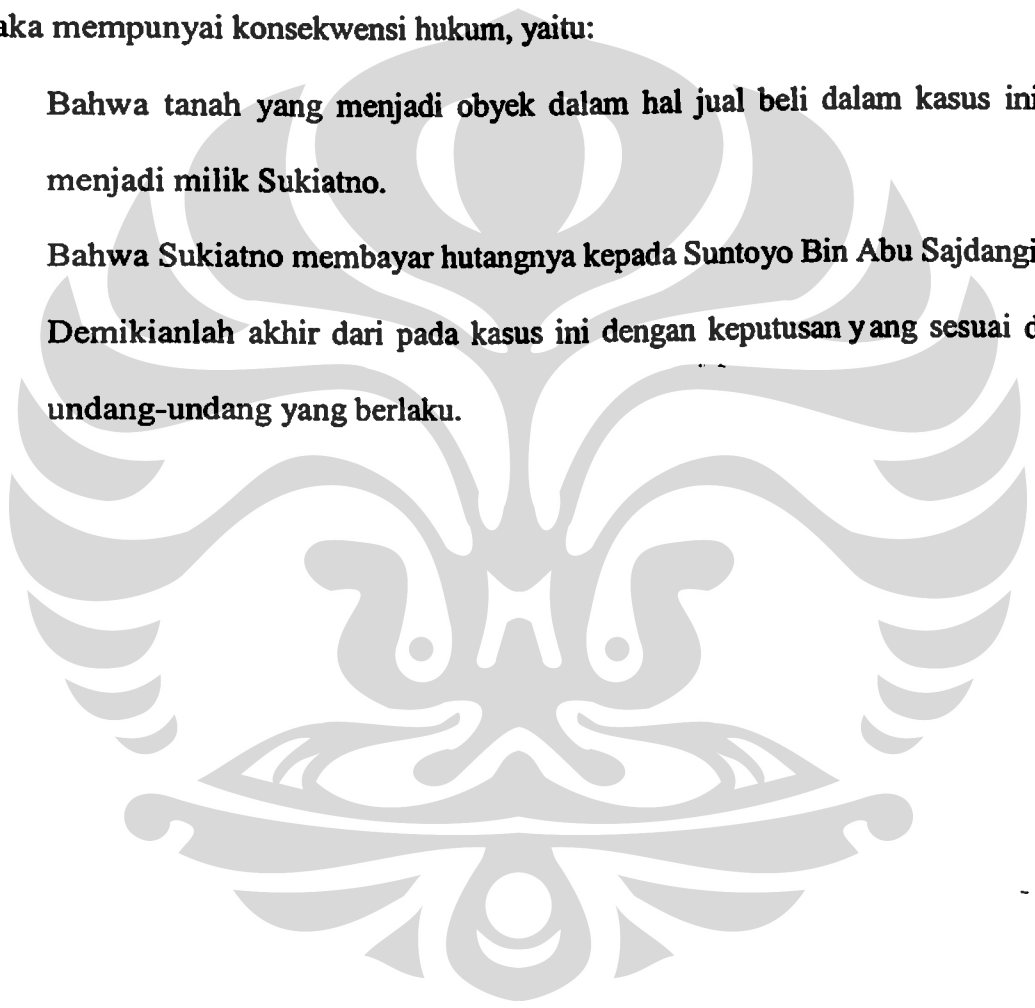 aka mempunyai konsekwensi hukum, yaitu:
Bahwa tanah yang menjadi obyek dalam hal jual beli dalam kasus ini
menjadi milik Sukiatno.
Bahwa Sukiatno membayar hutangnya kepada Suntoyo Bin Abu Sajdangi
Demikianlah akhir dari pada kasus ini dengan keputusan yang sesuai d
undang-undang yang berlaku.